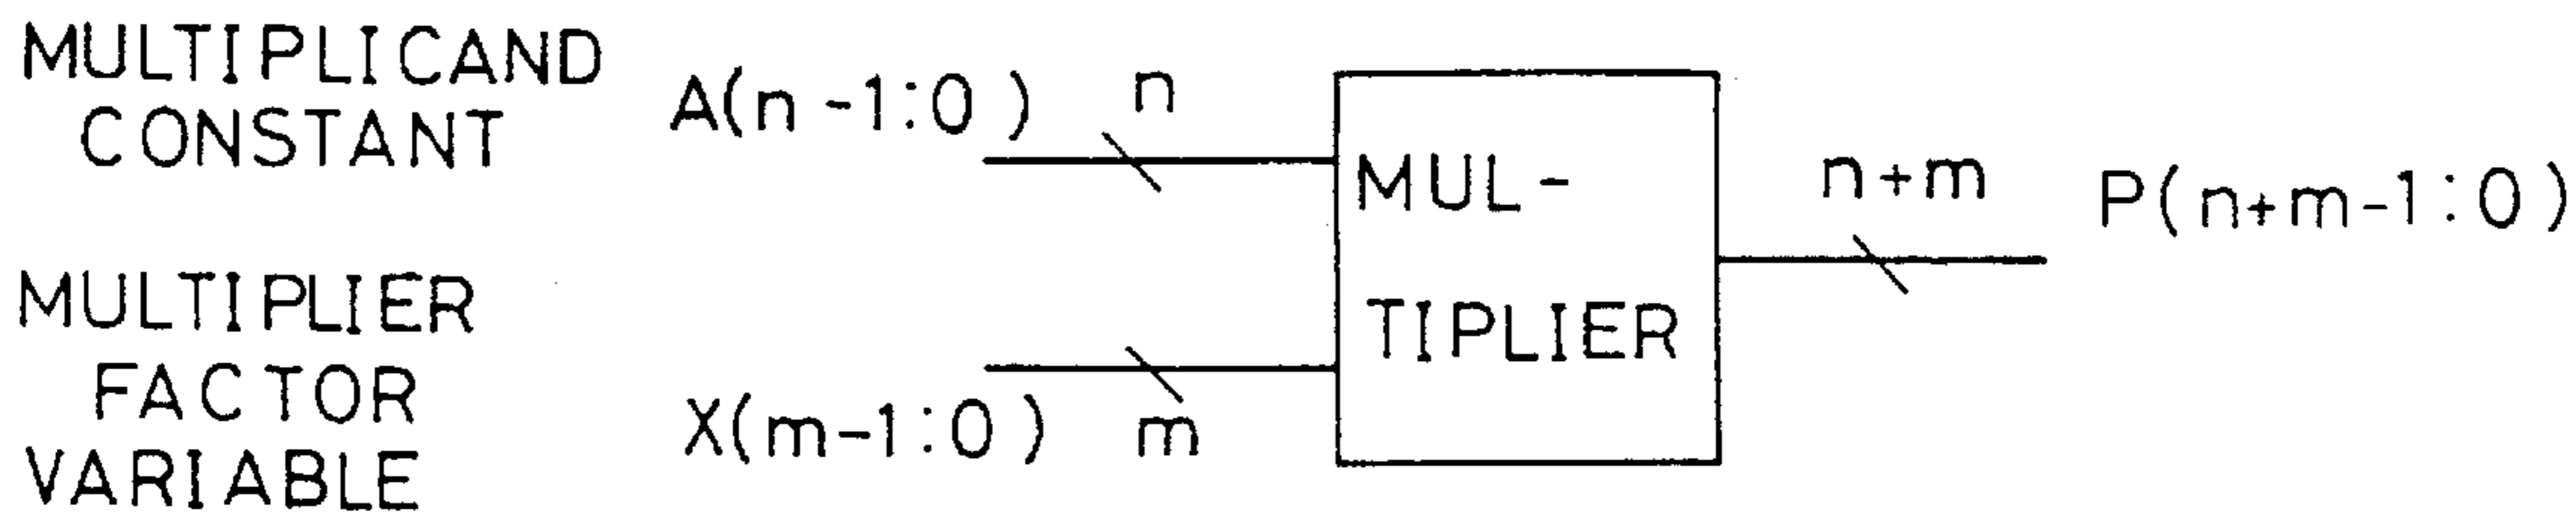 MULTIPLICAND
CONSTANT
A(n-1:0)
n
MULTIPLIER
FACTOR
VARIABLE
X(m-1:0)
m
MUL-
TIPLIER
n+m
P(n+m-1:0)